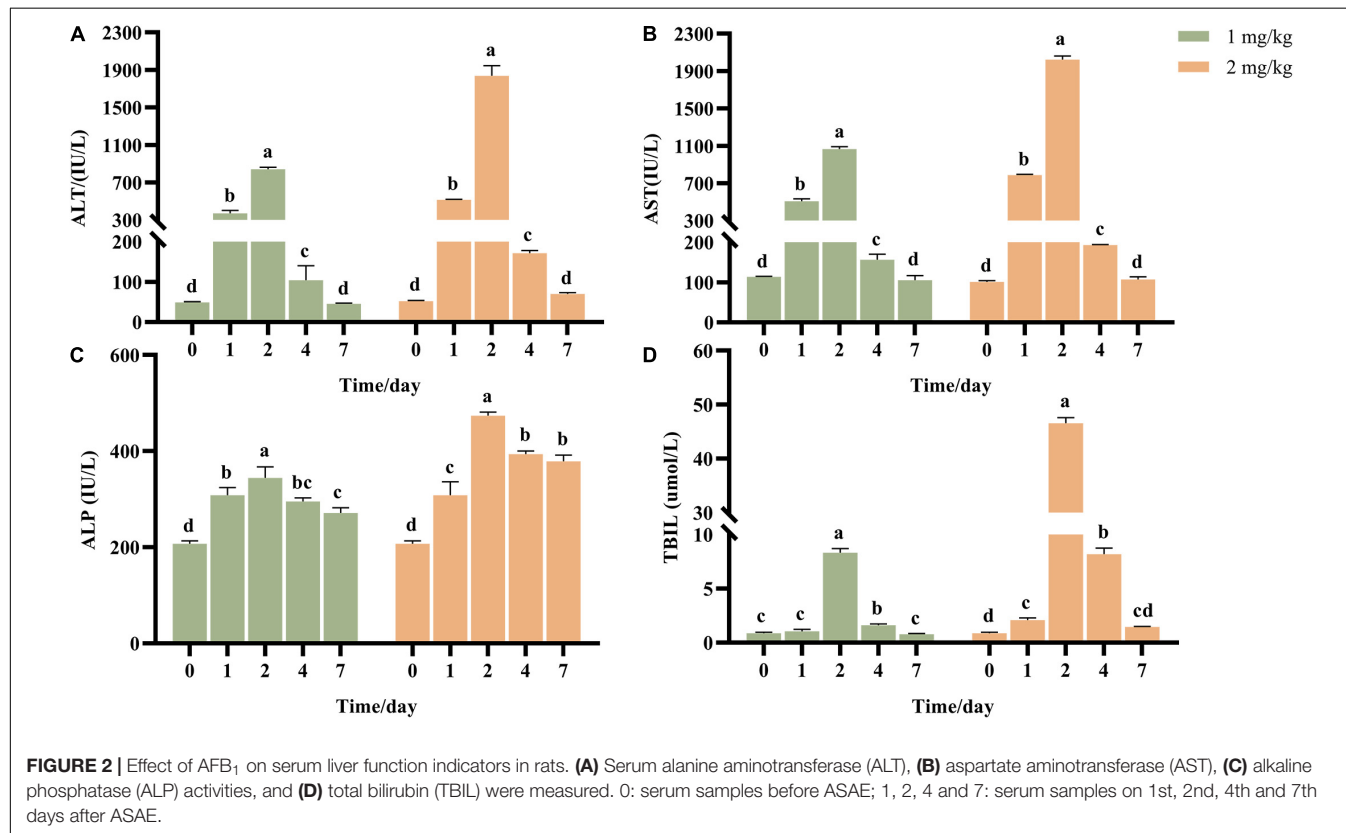 A
2300
1900
1500
1100
700
300
200
100
0
ALT/(IU/L)
d b a c d d b a c d
0 1 2 4 7 0 1 2 4 7
Time/day
B
2300
1900
1500
1100
700
300
200
100
0
AST(IU/L)
d b a c d d b a c d
0 1 2 4 7 0 1 2 4 7
Time/day
1 mg/kg
2 mg/kg
C
600
400
200
0
ALP (IU/L)
d b a bc c d c a b b
0 1 2 4 7 0 1 2 4 7
Time/day
D
60
50
40
30
10
5
0
TBIL (umol/L)
c c a b c d c a b cd
0 1 2 4 7 0 1 2 4 7
Time/day
FIGURE 2 | Effect of AFB₁ on serum liver function indicators in rats. (A) Serum alanine aminotransferase (ALT), (B) aspartate aminotransferase (AST), (C) alkaline
phosphatase (ALP) activities, and (D) total bilirubin (TBIL) were measured. 0: serum samples before ASAE; 1, 2, 4 and 7: serum samples on 1st, 2nd, 4th and 7th
days after ASAE.